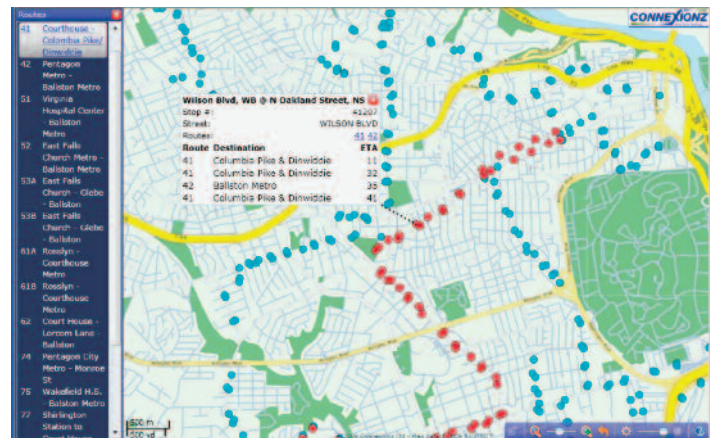 Routes
41 Courthouse -
Columbia Pike/
Dinwiddie
42 Pentagon
Metro -
Ballston Metro
51 Virginia
Hospital Center
- Ballston
Metro
52 East Falls
Church Metro -
Ballston Metro
53A East Falls
Church - Glebe
- Ballston
53B East Falls
Church - Glebe
- Ballston
61A Rosslyn -
Courthouse
Metro
61B Rosslyn -
Courthouse
Metro
62 Court House -
Lorcom Lane -
Ballston
74 Pentagon City
Metro - Monroe
St
75 Wakefield H.S.
- Balston Metro
77 Shirlington
Station to
CONNEXIONZ
Wilson Blvd, WB @ N Oakland Street, NS
Stop #: 41207
Street: WILSON BLVD
Routes: 41 42
Route Destination ETA
41 Columbia Pike & Dinwiddie 11
41 Columbia Pike & Dinwiddie 32
42 Ballston Metro 35
41 Columbia Pike & Dinwiddie 41
500 m
500 yd